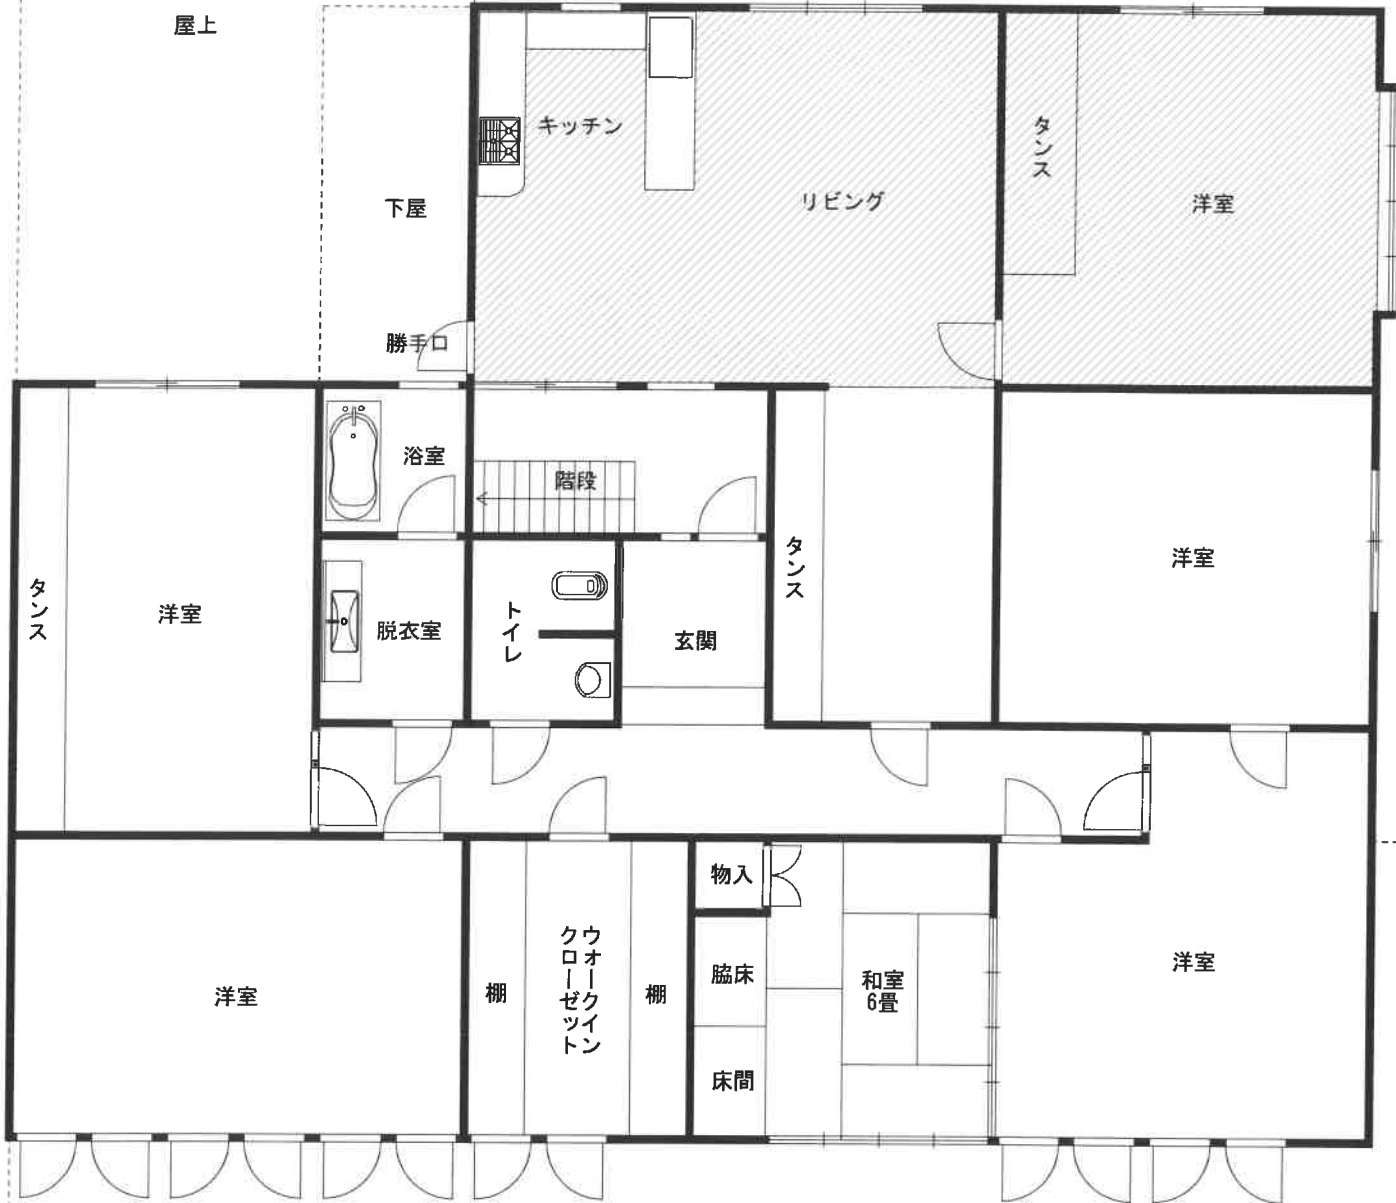 屋上
キッチン
タンス
リビング
洋室
下屋
勝手口
浴室
階段
タンス
洋室
タンス
洋室
脱衣室
トイレ
玄関
物入
ウオークイン
クローゼット
脇床
和室
6畳
洋室
洋室
棚
棚
床間